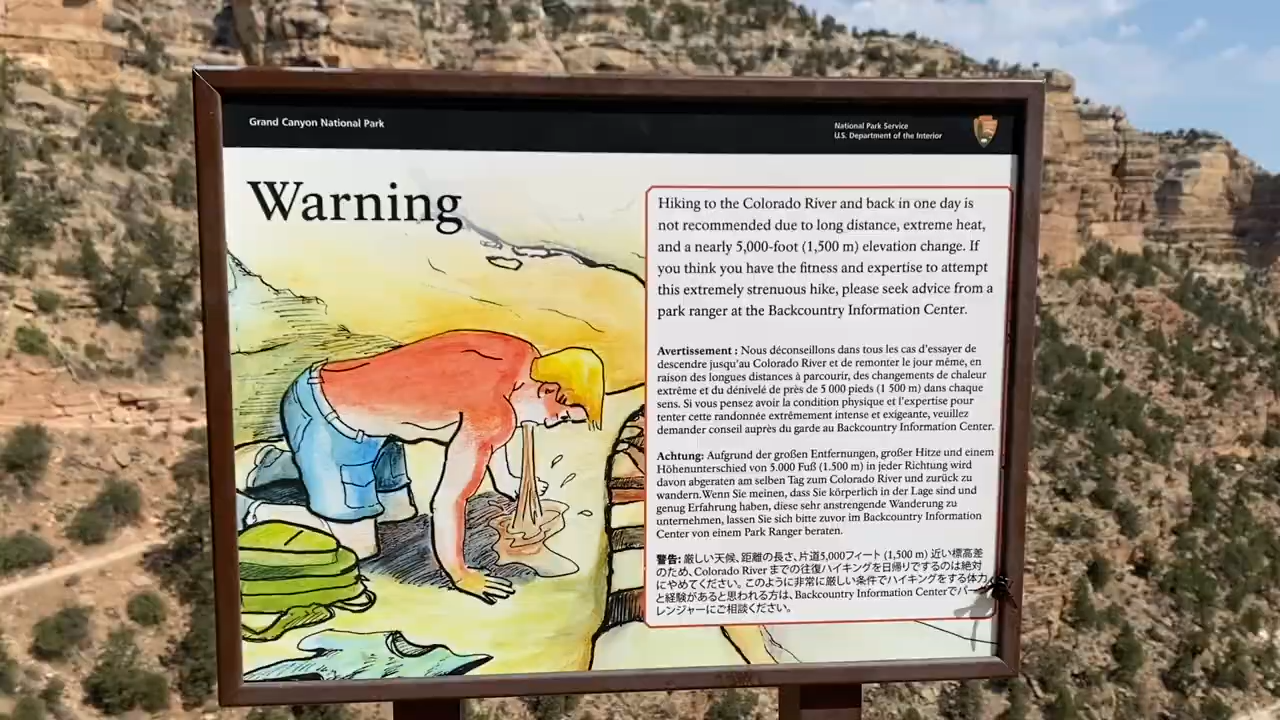 Grand Canyon National Park
National Park Service
U.S. Department of the Interior
Warning
Hiking to the Colorado River and back in one day is
not recommended due to long distance, extreme heat,
and a nearly 5,000-foot (1,500 m) elevation change. If
you think you have the fitness and expertise to attempt
this extremely strenuous hike, please seek advice from a
park ranger at the Backcountry Information Center.
Avertissement : Nous déconseillons dans tous les cas d'essayer de
descendre jusqu'au Colorado River et de remonter le jour même, en
raison des longues distances à parcourir, des changements de chaleur
extrême et du dénivelé de près de 5 000 pieds (1 500 m) dans chaque
sens. Si vous pensez avoir la condition physique et l'expertise pour
tenter cette randonnée extrêmement intense et exigeante, veuillez
demander conseil auprès du garde au Backcountry Information Center.
Achtung: Aufgrund der großen Entfernungen, großer Hitze und einem
Höhenunterschied von 5.000 Fuß (1.500 m) in jeder Richtung wird
davon abgeraten am selben Tag zum Colorado River und zurück zu
wandern.Wenn Sie meinen, dass Sie körperlich in der Lage sind und
genug Erfahrung haben, diese sehr anstrengende Wanderung zu
unternehmen, lassen Sie sich bitte zuvor im Backcountry Information
Center von einem Park Ranger beraten.
警告: 厳しい天候、距離の長さ、片道5,000フィート (1,500 m) 近い標高差
のため、Colorado River までの往復ハイキングを日帰りでするのは絶対
にやめてください。このように非常に厳しい条件でハイキングをする体力
と経験があると思われる方は、Backcountry Information Centerでパーク
レンジャーにご相談ください。